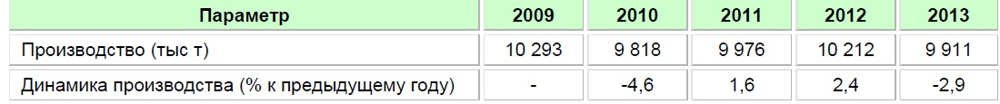 Параметр 2009 2010 2011 2012 2013
Производство (тыс т) 10 293 9 818 9 976 10 212 9 911
Динамика производства (% к предыдущему году) - -4,6 1,6 2,4 -2,9